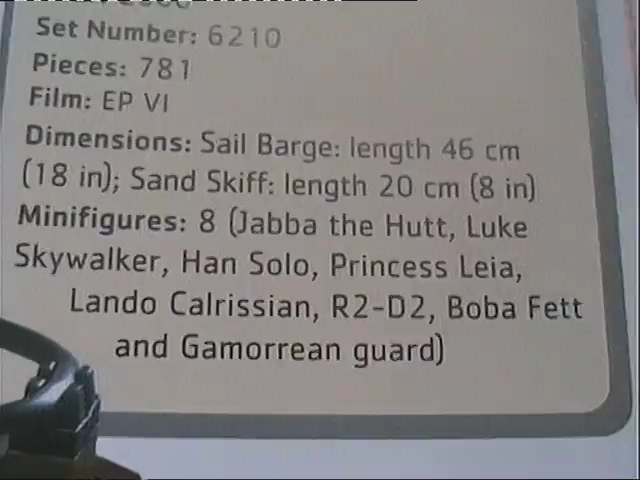 Set Number: 6210
Pieces: 781
Film: EP VI
Dimensions: Sail Barge: length 46 cm
(18 in); Sand Skiff: length 20 cm (8 in)
Minifigures: 8 (Jabba the Hutt, Luke
Skywalker, Han Solo, Princess Leia,
Lando Calrissian, R2-D2, Boba Fett
and Gamorrean guard)